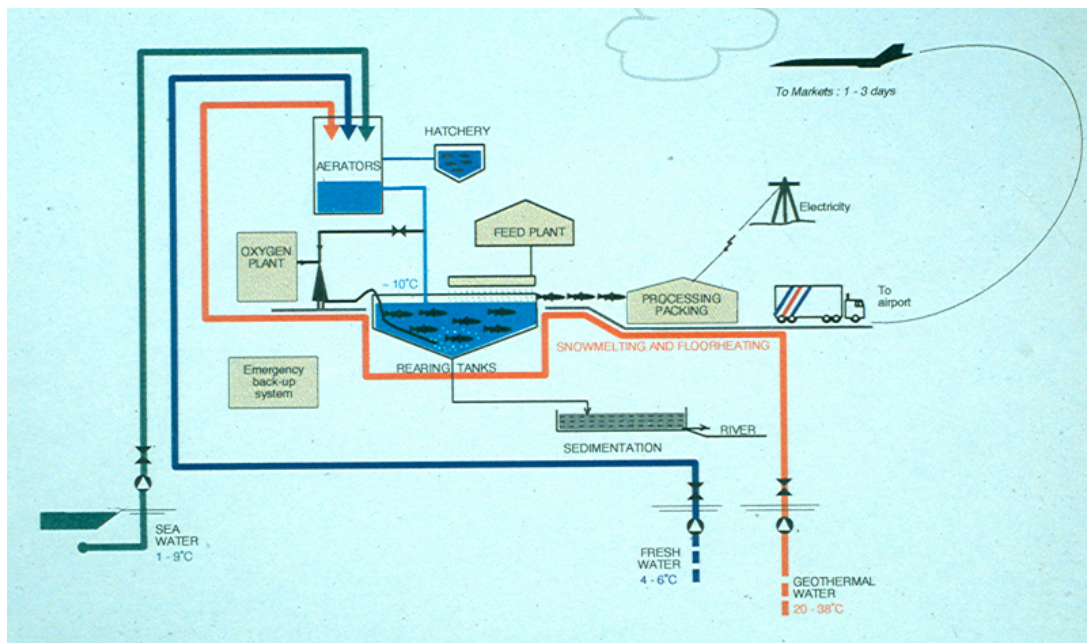 To Markets : 1 - 3 days
HATCHERY
AERATORS
Electricity
FEED PLANT
OXYGEN
PLANT
~ 10°C
PROCESSING
PACKING
To
airport
SNOWMELTING AND FLOORHEATING
REARING TANKS
Emergency
back-up
system
RIVER
SEDIMENTATION
SEA
WATER
1 - 9°C
FRESH
WATER
4 - 6°C
GEOTHERMAL
WATER
20 - 38°C